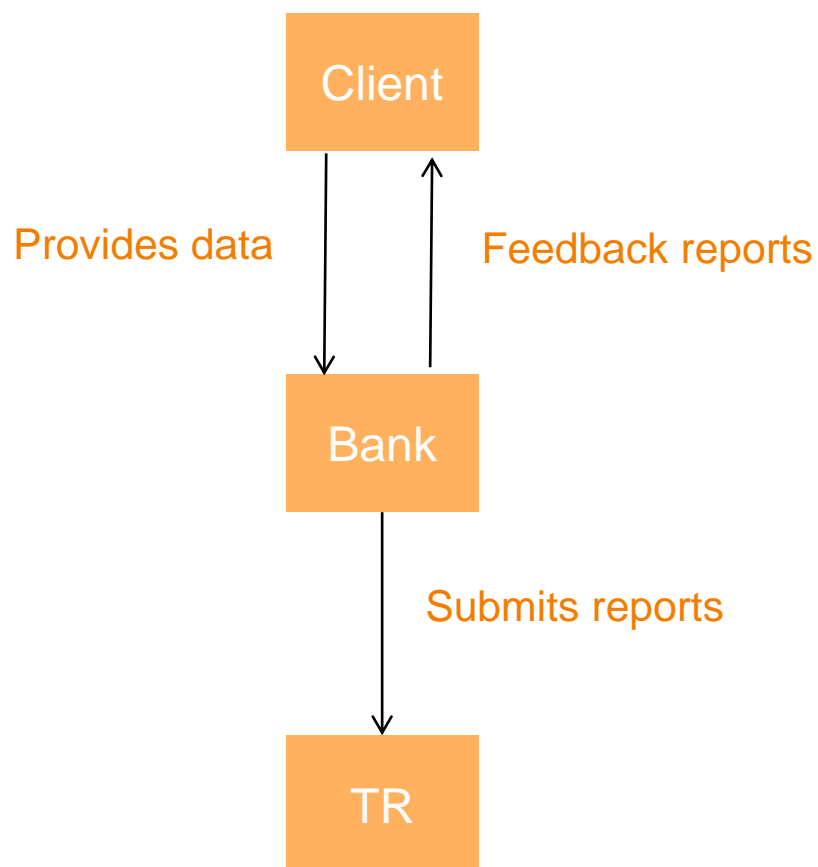 Client
Provides data
Feedback reports
Bank
Submits reports
TR